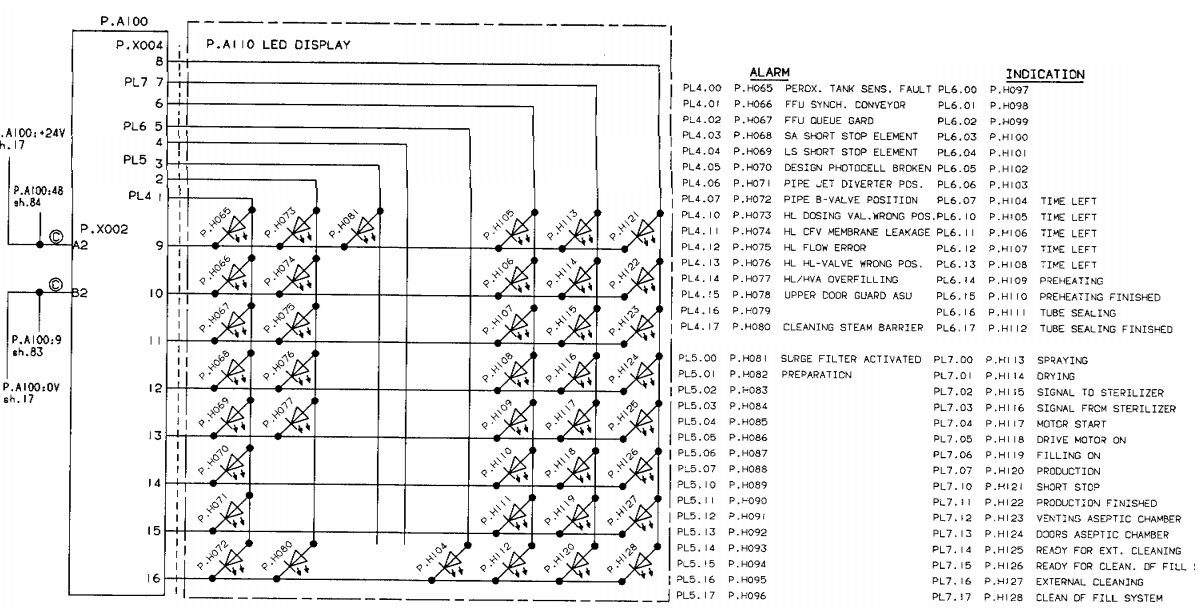 P.A100
P.X004
P.A110 LED DISPLAY
8
PL7 7
6
PL6 5
4
PL5 3
2
PL4 1
.A100:+24V
h.17
P.A100:48
sh.84
P.X002
© A2
© B2
P.A100:9
sh.83
P.A100:0V
sh.17
9 P.H065 P.H073 P.H081 P.H105 P.H113 P.H121
10 P.H066 P.H074 P.H106 P.H114 P.H122
11 P.H067 P.H075 P.H107 P.H115 P.H123
12 P.H068 P.H076 P.H108 P.H116 P.H124
13 P.H069 P.H077 P.H109 P.H117 P.H125
14 P.H070 P.H110 P.H118 P.H126
15 P.H071 P.H111 P.H119 P.H127
16 P.H072 P.H080 P.H104 P.H112 P.H120 P.H128
ALARM
PL4.00 P.H065 PEROX. TANK SENS. FAULT
PL4.01 P.H066 FFU SYNCH. CONVEYOR
PL4.02 P.H067 FFU QUEUE GARD
PL4.03 P.H068 SA SHORT STOP ELEMENT
PL4.04 P.H069 LS SHORT STOP ELEMENT
PL4.05 P.H070 DESIGN PHOTOCELL BROKEN
PL4.06 P.H071 PIPE JET DIVERTER POS.
PL4.07 P.H072 PIPE B-VALVE POSITION
PL4.10 P.H073 HL DOSING VAL.WRONG POS.
PL4.11 P.H074 HL CFV MEMBRANE LEAKAGE
PL4.12 P.H075 HL FLOW ERROR
PL4.13 P.H076 HL HL-VALVE WRONG POS.
PL4.14 P.H077 HL/HVA OVERFILLING
PL4.15 P.H078 UPPER DOOR GUARD ASU
PL4.16 P.H079
PL4.17 P.H080 CLEANING STEAM BARRIER
PL5.00 P.H081 SURGE FILTER ACTIVATED
PL5.01 P.H082 PREPARATION
PL5.02 P.H083
PL5.03 P.H084
PL5.04 P.H085
PL5.05 P.H086
PL5.06 P.H087
PL5.07 P.H088
PL5.10 P.H089
PL5.11 P.H090
PL5.12 P.H091
PL5.13 P.H092
PL5.14 P.H093
PL5.15 P.H094
PL5.16 P.H095
PL5.17 P.H096
INDICATION
PL6.00 P.H097
PL6.01 P.H098
PL6.02 P.H099
PL6.03 P.H100
PL6.04 P.H101
PL6.05 P.H102
PL6.06 P.H103
PL6.07 P.H104 TIME LEFT
PL6.10 P.H105 TIME LEFT
PL6.11 P.H106 TIME LEFT
PL6.12 P.H107 TIME LEFT
PL6.13 P.H108 TIME LEFT
PL6.14 P.H109 PREHEATING
PL6.15 P.H110 PREHEATING FINISHED
PL6.16 P.H111 TUBE SEALING
PL6.17 P.H112 TUBE SEALING FINISHED
PL7.00 P.H113 SPRAYING
PL7.01 P.H114 DRYING
PL7.02 P.H115 SIGNAL TO STERILIZER
PL7.03 P.H116 SIGNAL FROM STERILIZER
PL7.04 P.H117 MOTOR START
PL7.05 P.H118 DRIVE MOTOR ON
PL7.06 P.H119 FILLING ON
PL7.07 P.H120 PRODUCTION
PL7.10 P.H121 SHORT STOP
PL7.11 P.H122 PRODUCTION FINISHED
PL7.12 P.H123 VENTING ASEPTIC CHAMBER
PL7.13 P.H124 DOORS ASEPTIC CHAMBER
PL7.14 P.H125 READY FOR EXT. CLEANING
PL7.15 P.H126 READY FOR CLEAN. OF FILL S
PL7.16 P.H127 EXTERNAL CLEANING
PL7.17 P.H128 CLEAN OF FILL SYSTEM